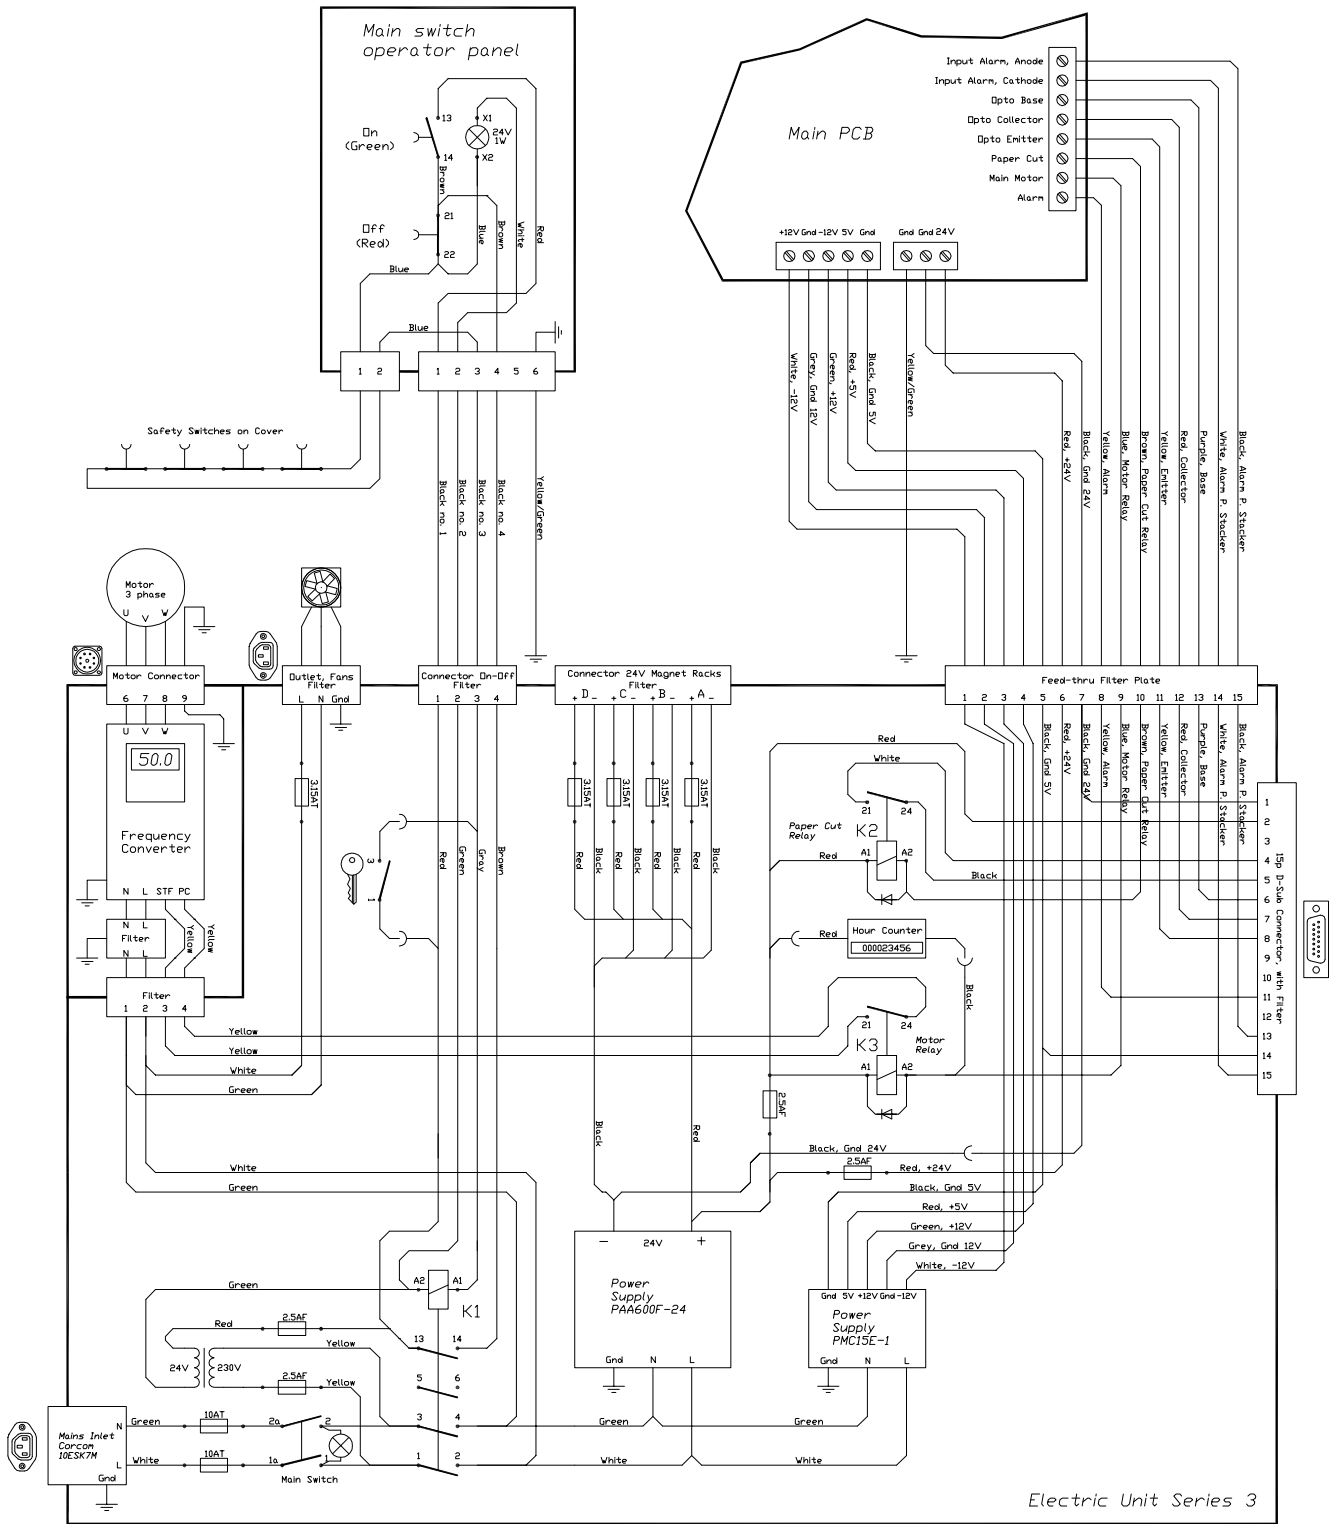 Main switch
operator panel
13
X1
On
(Green)
24V
1W
14
X2
Brown
21
Off
(Red)
22
Blue
Brown
White
Red
Blue
Blue
1 2
1 2 3 4 5 6
Input Alarm, Anode
Input Alarm, Cathode
Opto Base
Opto Collector
Opto Emitter
Paper Cut
Main Motor
Alarm
Main PCB
+12V Gnd -12V 5V Gnd
Gnd Gnd 24V
White, -12V
Grey, Gnd 12V
Green, +12V
Red, +5V
Black, Gnd 5V
Yellow/Green
Red, +24V
Black, Gnd 24V
Yellow, Alarm
Blue, Motor Relay
Brown, Paper Cut Relay
Yellow, Emitter
Red, Collector
Purple, Base
White, Alarm P. Stacker
Black, Alarm P. Stacker
Safety Switches on Cover
Black no. 1
Black no. 2
Black no. 3
Black no. 4
Yellow/Green
Motor
3 phase
U V W
Motor Connector
6 7 8 9
Outlet, Fans
Filter
L N Gnd
Connector On-Off
Filter
1 2 3 4
Connector 24V Magnet Racks
Filter
+ D - + C - + B - + A -
Feed-thru Filter Plate
1 2 3 4 5 6 7 8 9 10 11 12 13 14 15
U V W
50.0
Frequency
Converter
N L STF PC
N L
Filter
N L
Yellow
Yellow
Filter
1 2 3 4
3.15AT
3
1
Red
Green
Gray
Brown
3.15AT
3.15AT
3.15AT
3.15AT
Red
Black
Red
Black
Red
Black
Red
Black
Red
White
21
24
Paper Cut
Relay
K2
Red
A1
A2
Black
Red
Hour Counter
000023456
Black
21
24
K3
Motor
Relay
A1
A2
Black, Gnd 5V
Red, +24V
Black, Gnd 24V
Yellow, Alarm
Blue, Motor Relay
Brown, Paper Cut Relay
Yellow, Emitter
Red, Collector
Purple, Base
White, Alarm P. Stacker
Black, Alarm P. Stacker
1
2
3
4
5
6
7
8
9
10
11
12
13
14
15
15p D-Sub Connector, with Filter
Yellow
Yellow
White
Green
2.5AF
Black
Red
Black, Gnd 24V
2.5AF
Red, +24V
White
Green
Black, Gnd 5V
Red, +5V
Green, +12V
Grey, Gnd 12V
White, -12V
- 24V +
Power
Supply
PAA600F-24
Gnd N L
Gnd 5V +12V Gnd -12V
Power
Supply
PMC15E-1
Gnd N L
Green
A2
A1
K1
Red
2.5AF
Yellow
13
14
24V
230V
2.5AF
Yellow
5
6
Mains Inlet
Corcom
10ESK7M
N
Green
10AT
2a
2
3
4
Green
Green
L
White
10AT
1a
1
1
2
White
White
Gnd
Main Switch
Electric Unit Series 3